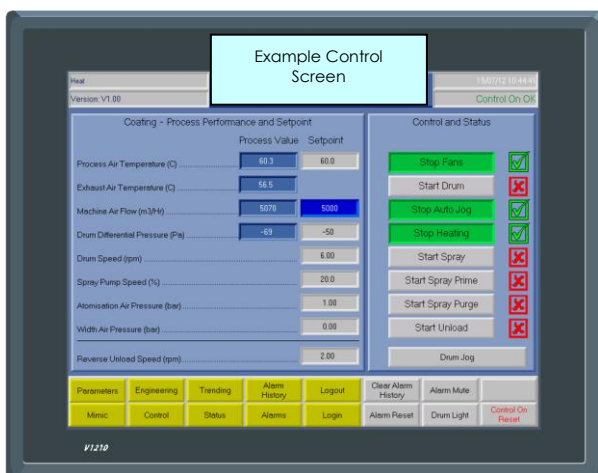 Example Control
Screen
Heat
19/07/12 10:44:41
Version: V1.00
Control On OK
Coating - Process Performance and Setpoint
Process Value Setpoint
Process Air Temperature (C) 60.3 60.0
Exhaust Air Temperature (C) 56.5
Machine Air Flow (m3/Hr) 5070 5000
Drum Differential Pressure (Pa) -69 -50
Drum Speed (rpm) 6.00
Spray Pump Speed (%) 20.0
Atomisation Air Pressure (bar) 1.00
Width Air Pressure (bar) 0.00
Reverse Unload Speed (rpm) 2.00
Control and Status
Stop Fans
Start Drum
Stop Auto Jog
Stop Heating
Start Spray
Start Spray Prime
Start Spray Purge
Start Unload
Drum Jog
Parameters Engineering Trending Alarm History Logout Clear Alarm History Alarm Mute
Mimic Control Status Alarms Login Alarm Reset Drum Light Control On Reset
V1210